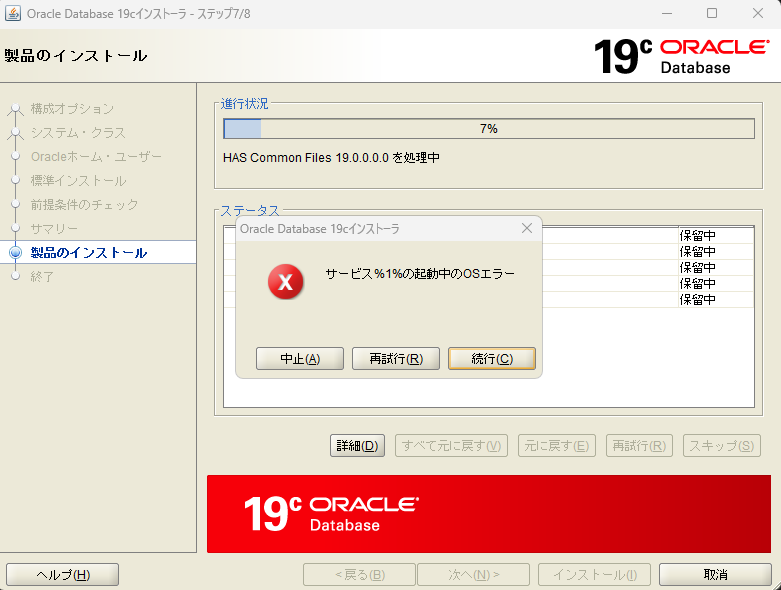 Oracle Database 19cインストーラ - ステップ7/8
製品のインストール
19c ORACLE
Database
構成オプション
システム・クラス
Oracleホーム・ユーザー
標準インストール
前提条件のチェック
サマリー
製品のインストール
終了
進行状況
7%
HAS Common Files 19.0.0.0.0 を処理中
ステータス
保留中
保留中
保留中
保留中
保留中
Oracle Database 19cインストーラ
サービス%1%の起動中のOSエラー
中止(A)
再試行(R)
続行(C)
詳細(D)
すべて元に戻す(V)
元に戻す(E)
再試行(R)
スキップ(S)
19c ORACLE
Database
ヘルプ(H)
< 戻る(B)
次へ(N) >
インストール(I)
取消